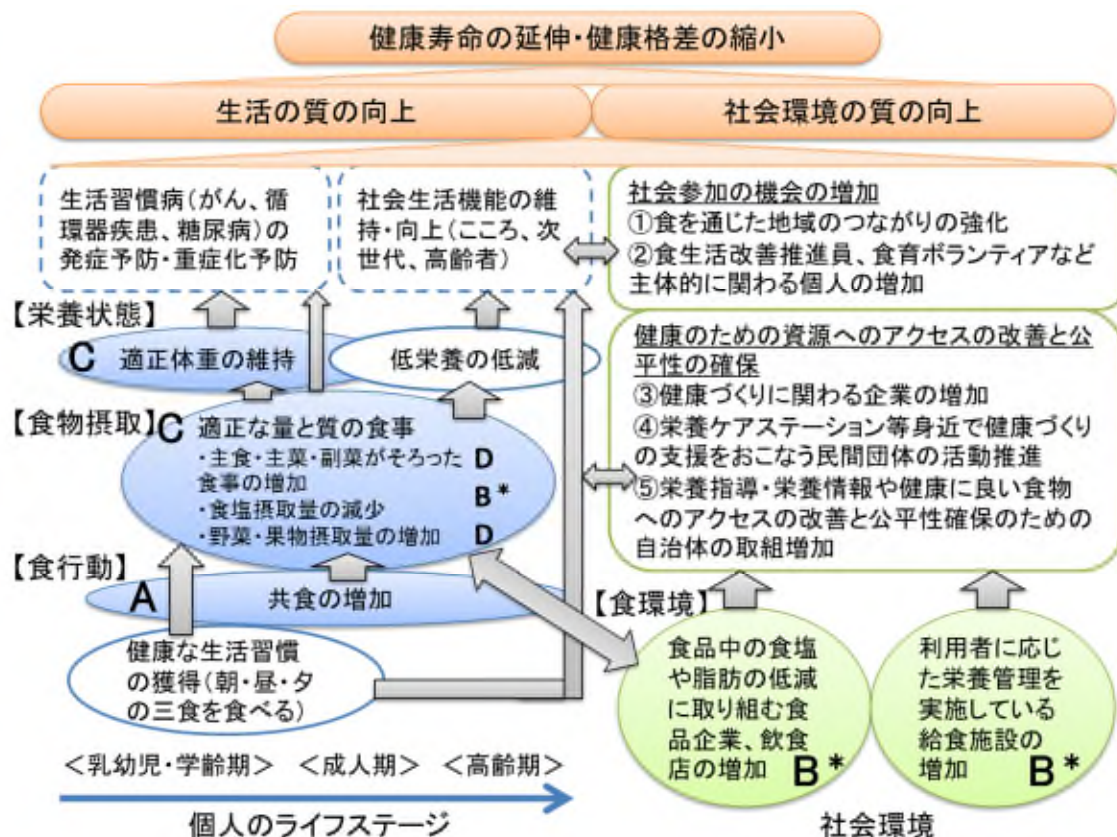 健康寿命の延伸・健康格差の縮小
生活の質の向上
社会環境の質の向上
生活習慣病(がん、循
環器疾患、糖尿病)の
発症予防・重症化予防
社会生活機能の維
持・向上(こころ、次
世代、高齢者)
社会参加の機会の増加
①食を通じた地域のつながりの強化
②食生活改善推進員、食育ボランティアなど
主体的に関わる個人の増加
【栄養状態】
C 適正体重の維持
低栄養の低減
健康のための資源へのアクセスの改善と公
平性の確保
③健康づくりに関わる企業の増加
④栄養ケアステーション等身近で健康づくり
の支援をおこなう民間団体の活動推進
⑤栄養指導・栄養情報や健康に良い食物
へのアクセスの改善と公平性確保のための
自治体の取組増加
【食物摂取】
C 適正な量と質の食事
・主食・主菜・副菜がそろった D
食事の増加
・食塩摂取量の減少 B*
・野菜・果物摂取量の増加 D
【食行動】
A 共食の増加
健康な生活習慣
の獲得(朝・昼・夕
の三食を食べる)
【食環境】
食品中の食塩
や脂肪の低減
に取り組む食
品企業、飲食
店の増加 B*
利用者に応じ
た栄養管理を
実施している
給食施設の
増加 B*
<乳幼児・学齢期> <成人期> <高齢期>
個人のライフステージ
社会環境